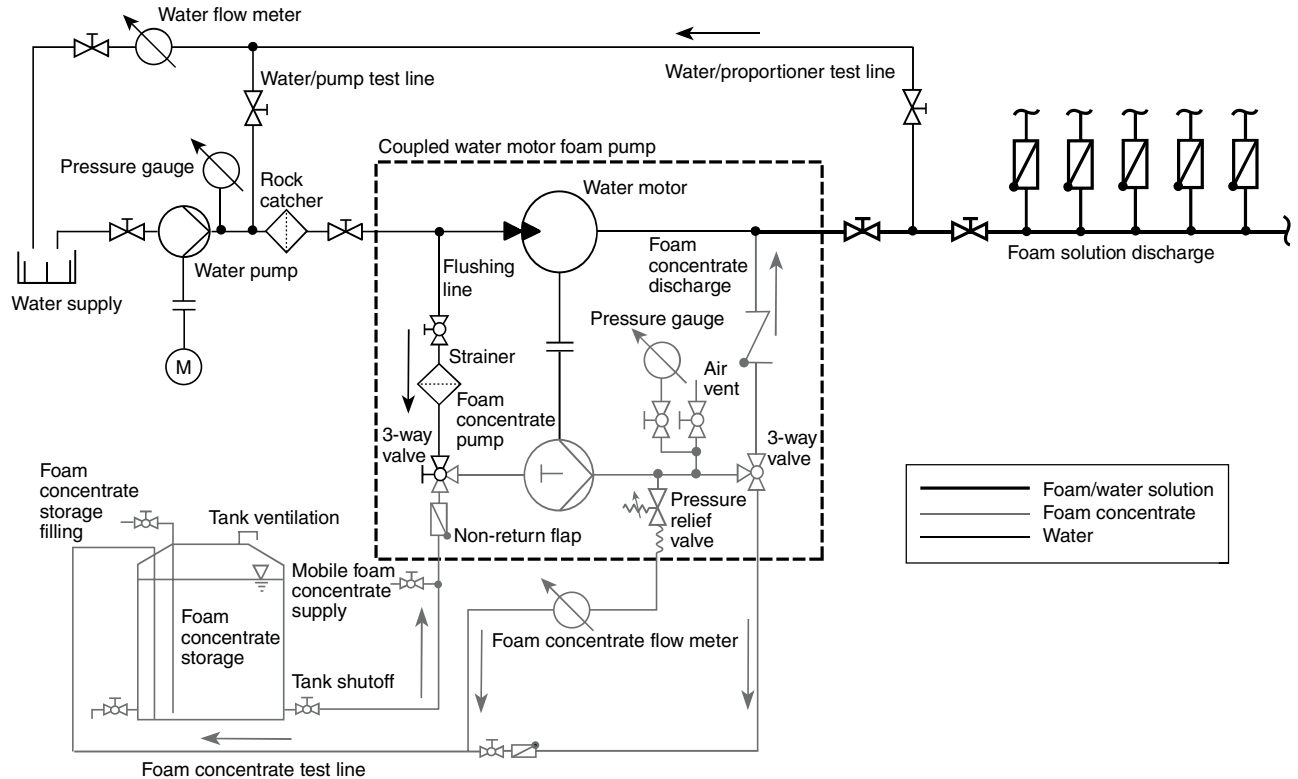 Water flow meter
Water/pump test line
Water/proportioner test line
Pressure gauge
Rock
catcher
Coupled water motor foam pump
Water motor
Water pump
Water supply
M
Flushing
line
Foam
concentrate
discharge
Foam solution discharge
Pressure gauge
Air
vent
Strainer
Foam
concentrate
pump
3-way
valve
3-way
valve
Pressure
relief
valve
Non-return flap
Foam
concentrate
storage
filling
Tank ventilation
Mobile foam
concentrate
supply
Foam
concentrate
storage
Foam concentrate flow meter
Tank shutoff
Foam concentrate test line
Foam/water solution
Foam concentrate
Water